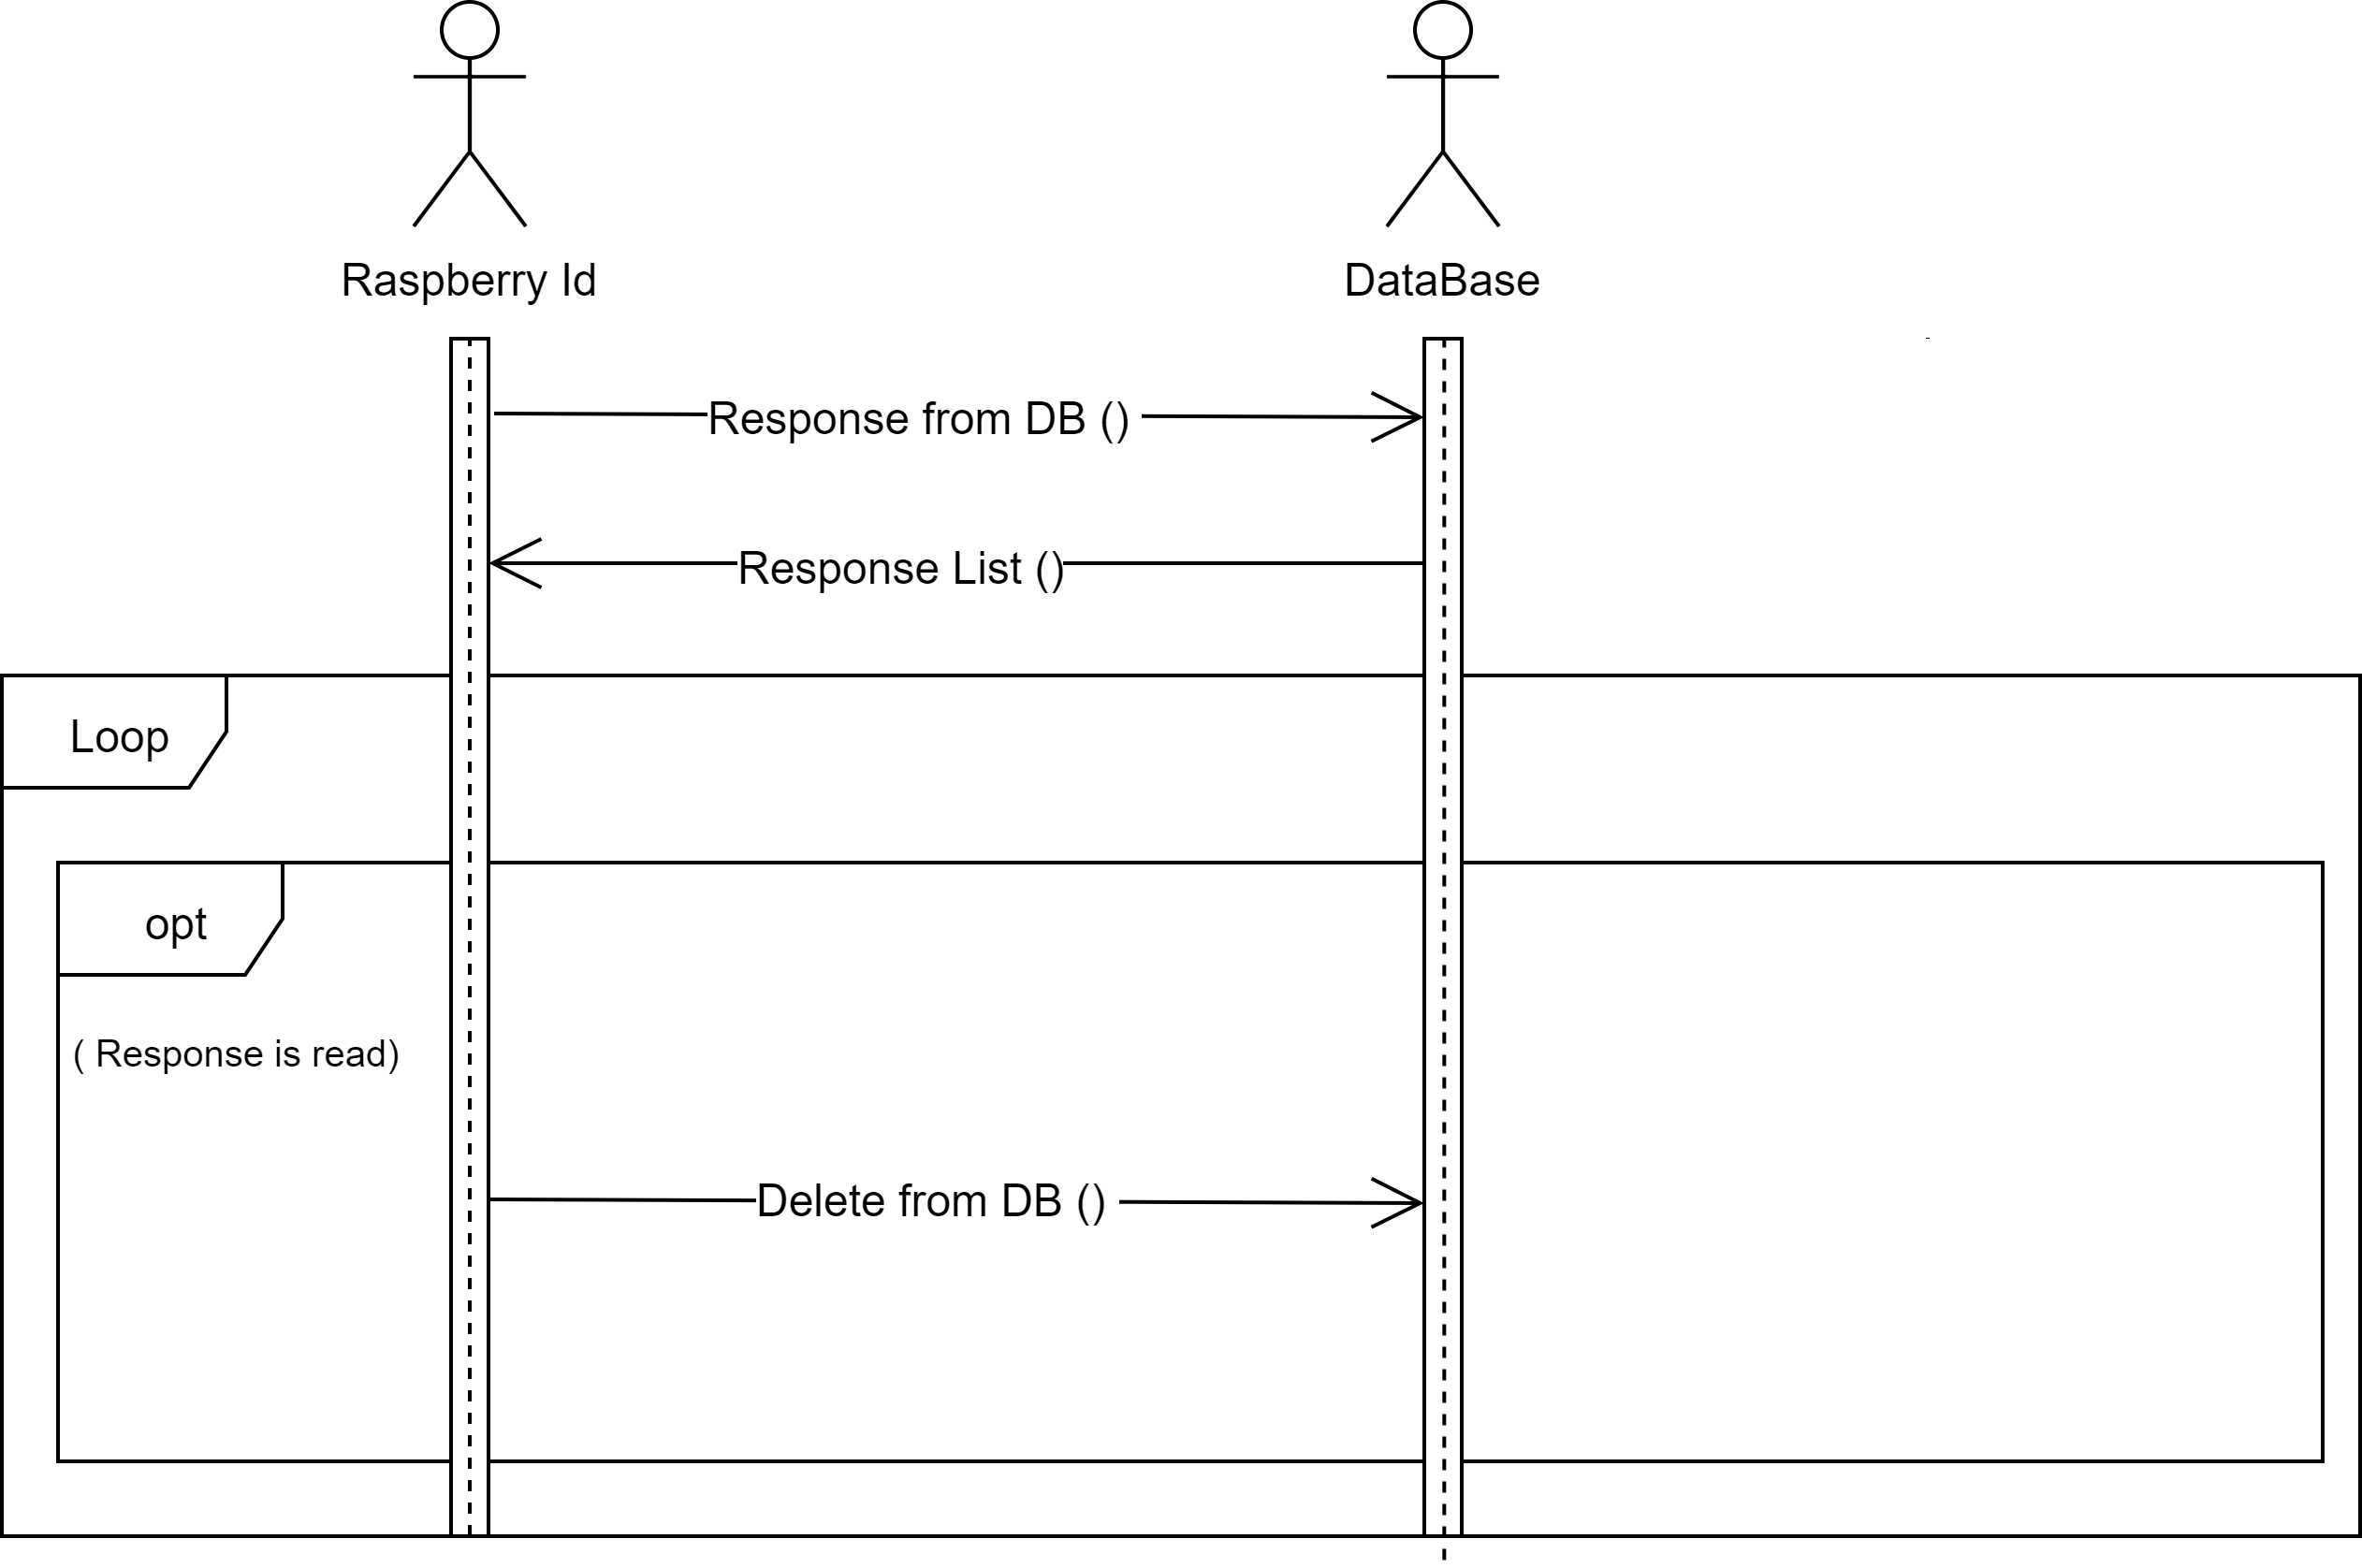 Raspberry Id
DataBase
Response from DB ()
Response List ()
Loop
opt
( Response is read)
Delete from DB ()